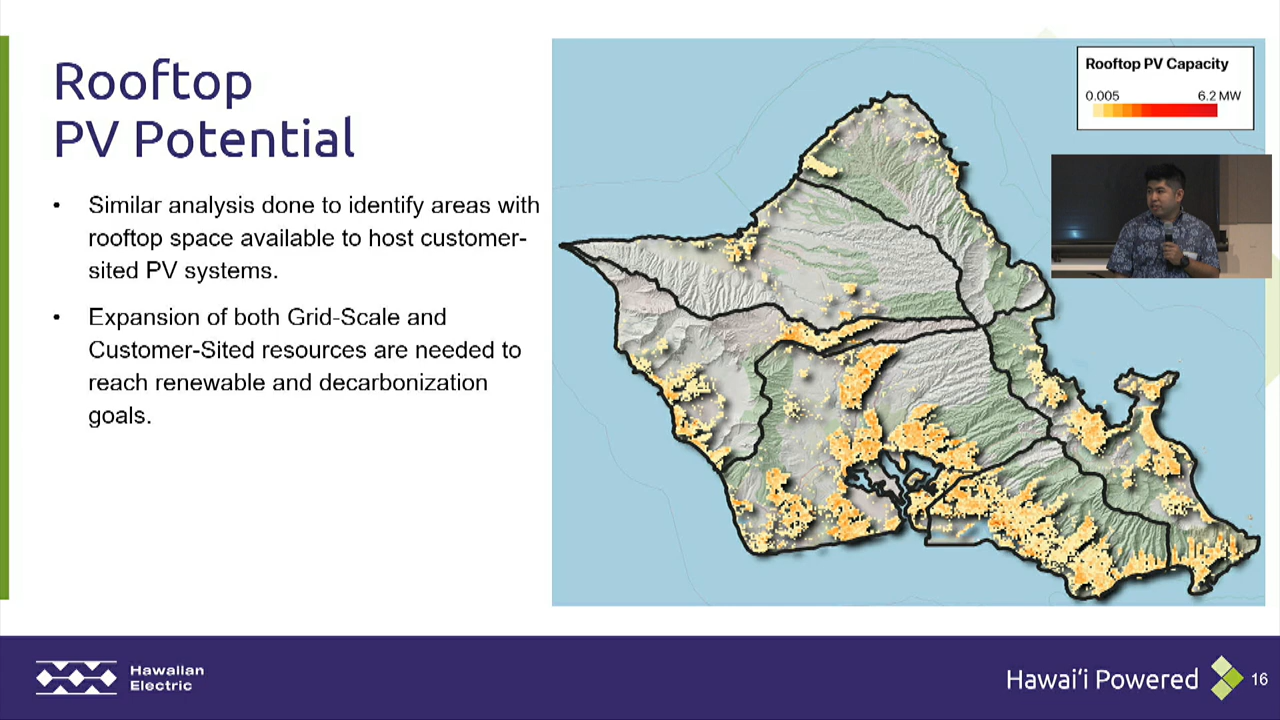 Rooftop
PV Potential
• Similar analysis done to identify areas with
rooftop space available to host customer-
sited PV systems.
• Expansion of both Grid-Scale and
Customer-Sited resources are needed to
reach renewable and decarbonization
goals.
Rooftop PV Capacity
0.005 6.2 MW
Hawaiian
Electric
Hawaiʻi Powered
16